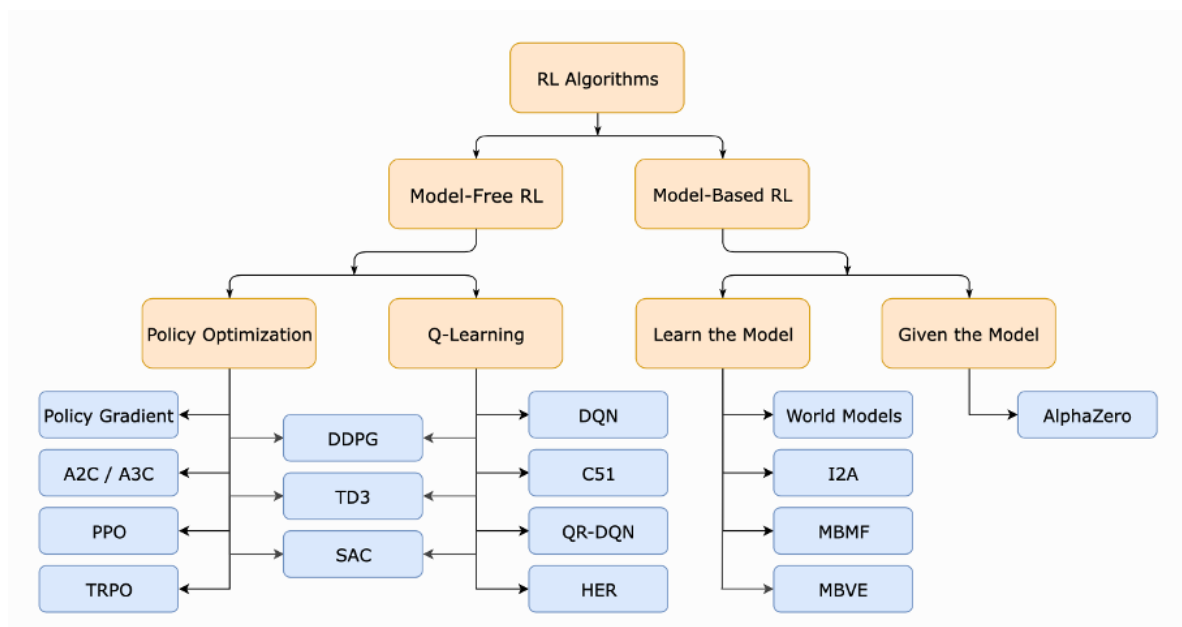 RL Algorithms
Model-Free RL
Model-Based RL
Policy Optimization
Q-Learning
Learn the Model
Given the Model
Policy Gradient
DDPG
DQN
World Models
AlphaZero
A2C / A3C
TD3
C51
I2A
PPO
SAC
QR-DQN
MBMF
TRPO
HER
MBVE